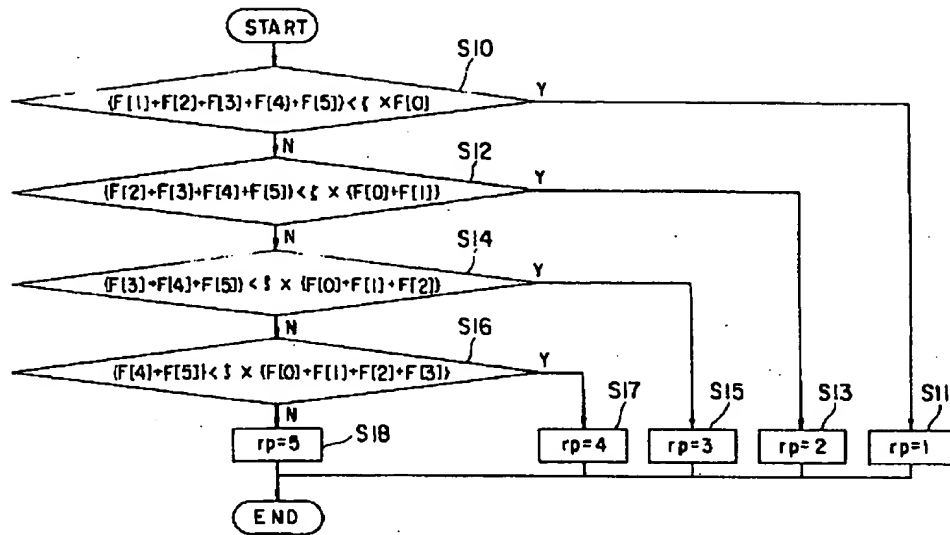 START
S10
{F[1]+F[2]+F[3]+F[4]+F[5]}<ζ×F[0]
Y
N
S12
{F[2]+F[3]+F[4]+F[5]}<ζ×{F[0]+F[1]}
Y
N
S14
{F[3]+F[4]+F[5]}<ζ×{F[0]+F[1]+F[2]}
Y
N
S16
{F[4]+F[5]}<ζ×{F[0]+F[1]+F[2]+F[3]}
Y
N
S17
S15
S13
S11
rp=5
S18
rp=4
rp=3
rp=2
rp=1
END